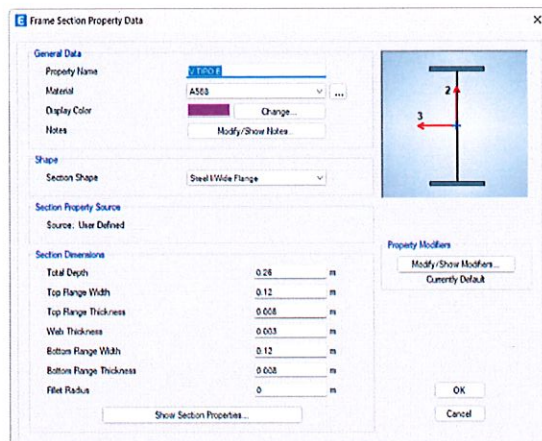 E Frame Section Property Data
General Data
Property Name V TIPO E
Material A588
Display Color Change...
Notes Modify/Show Notes...
Shape
Section Shape Steel I/Wide Flange
Section Property Source
Source: User Defined
Section Dimensions
Total Depth 0.26 m
Top Flange Width 0.12 m
Top Flange Thickness 0.008 m
Web Thickness 0.003 m
Bottom Flange Width 0.12 m
Bottom Flange Thickness 0.008 m
Fillet Radius 0 m
Show Section Properties...
2
3
Property Modifiers
Modify/Show Modifiers...
Currently Default
OK
Cancel